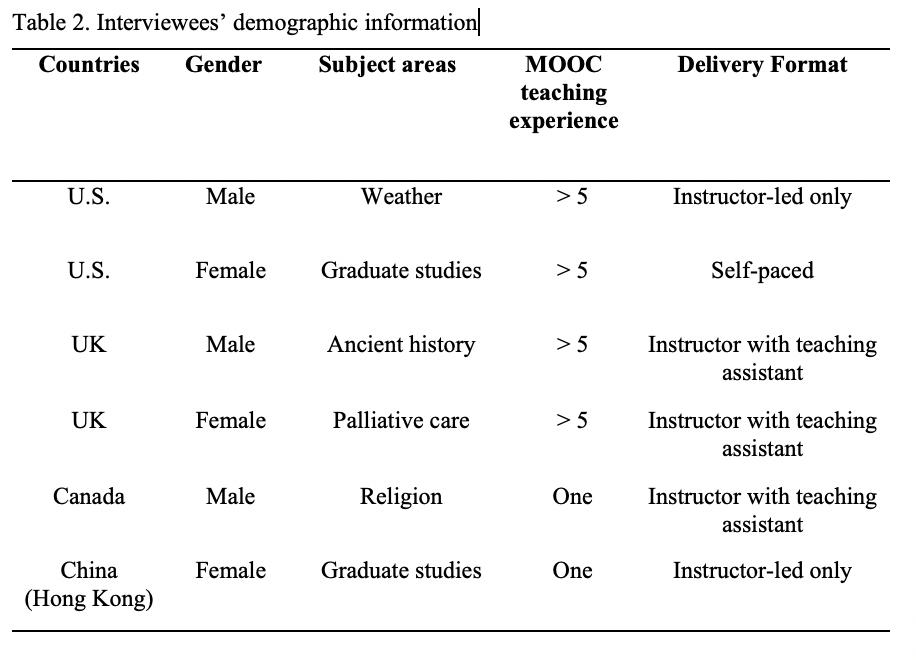 Table 2. Interviewees’ demographic information
Countries Gender Subject areas MOOC teaching experience Delivery Format
U.S. Male Weather > 5 Instructor-led only
U.S. Female Graduate studies > 5 Self-paced
UK Male Ancient history > 5 Instructor with teaching assistant
UK Female Palliative care > 5 Instructor with teaching assistant
Canada Male Religion One Instructor with teaching assistant
China (Hong Kong) Female Graduate studies One Instructor-led only